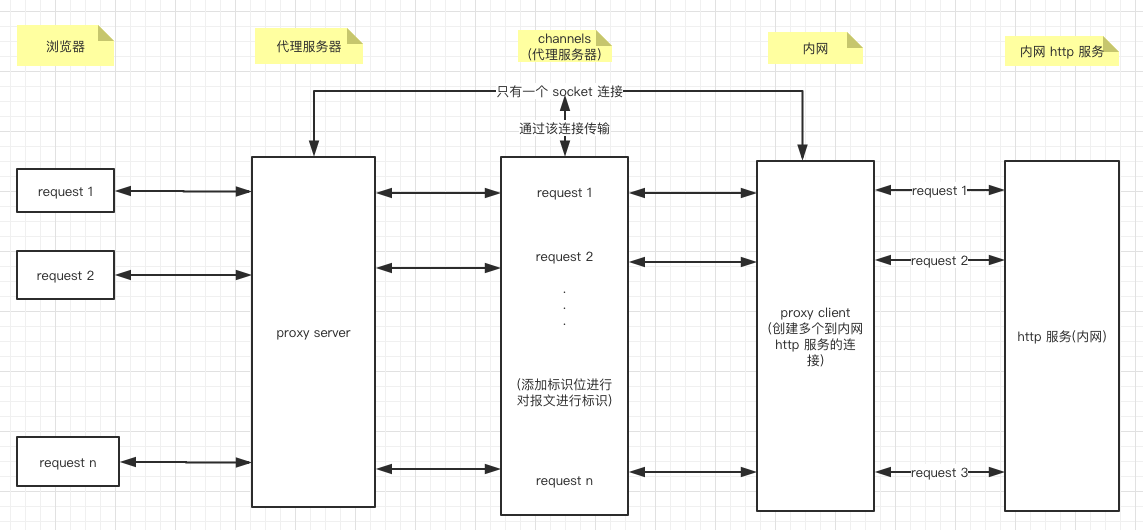 浏览器
代理服务器
channels
(代理服务器)
内网
内网 http 服务
只有一个 socket 连接
通过该连接传输
request 1
request 2
request n
proxy server
request 1
request 2
.
.
.
(添加标识位进行
对报文进行标识)
request n
proxy client
(创建多个到内网
http 服务的连
接)
request 1
request 2
request 3
http 服务(内网)